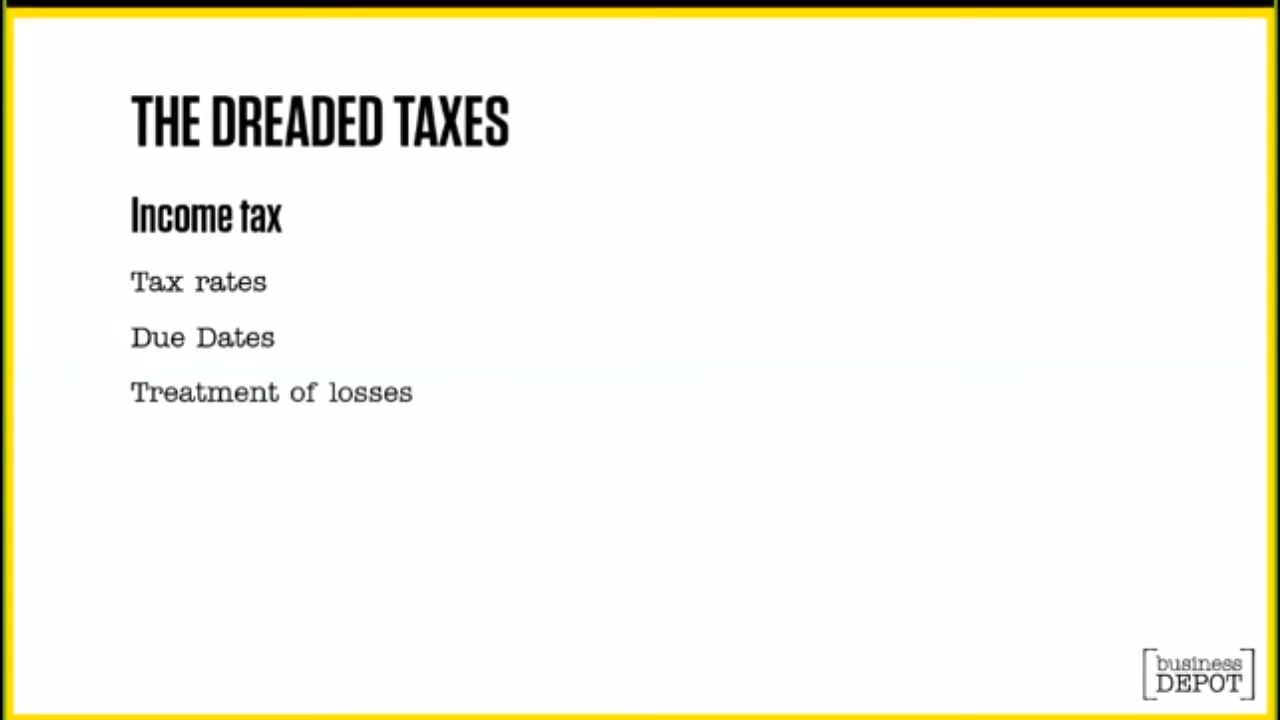 THE DREADED TAXES
Income tax
Tax rates
Due Dates
Treatment of losses
business
DEPOT